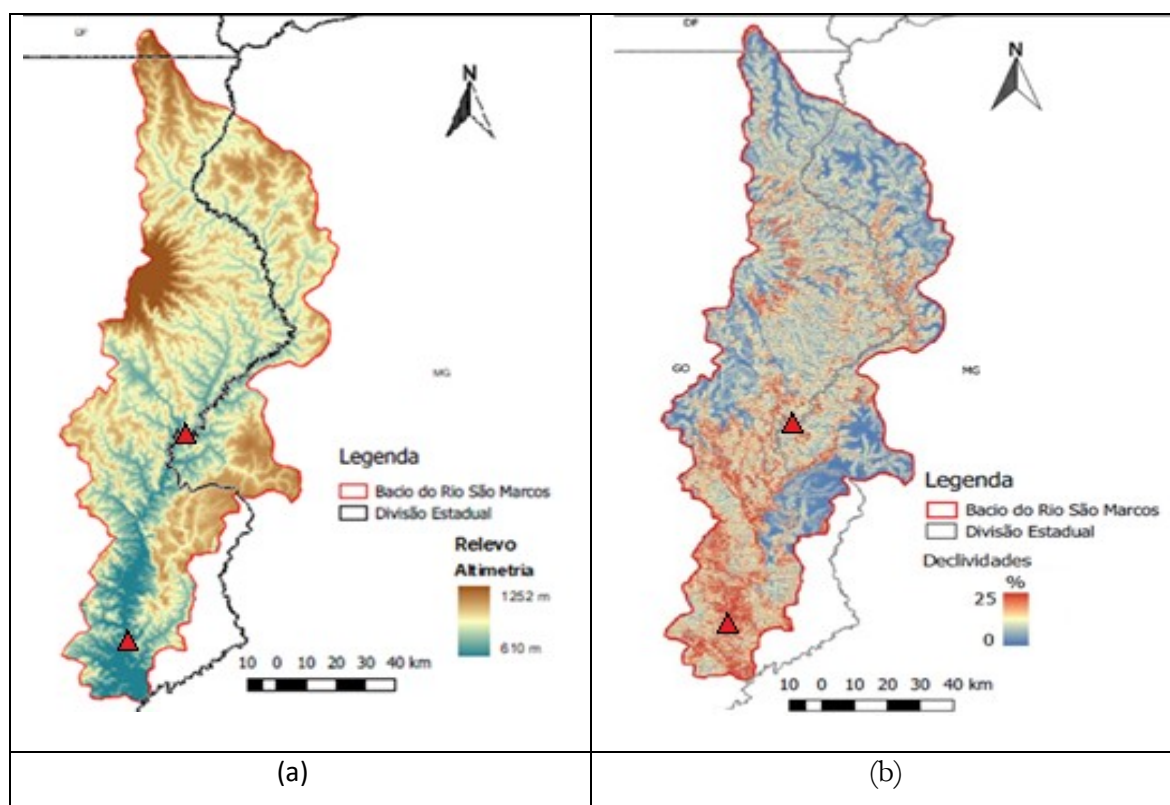 DF
N
MG
Legenda
Bacio do Rio São Marcos
Divisão Estadual
Relevo
Altimetria
1252 m
610 m
10 0 10 20 30 40 km
(a)
DF
N
GO
MG
Legenda
Bacio do Rio São Marcos
Divisão Estadual
Declividades
%
25
0
10 0 10 20 30 40 km
(b)